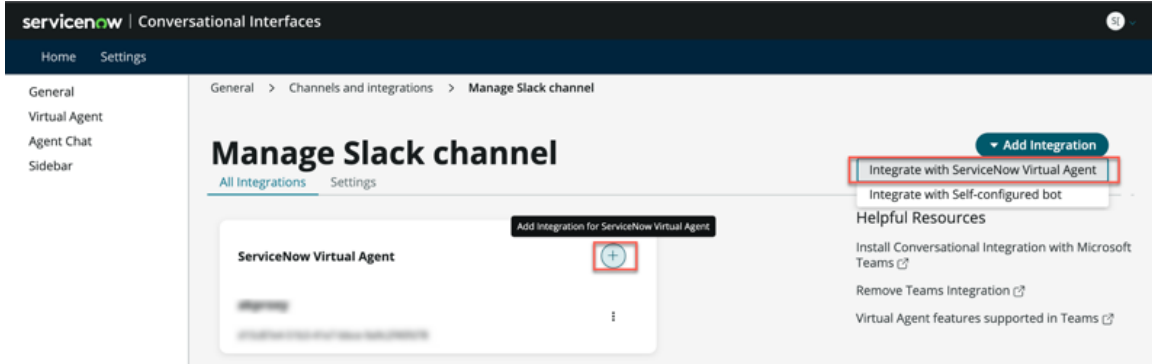 servicenow | Conversational Interfaces
SI
Home Settings
General
Virtual Agent
Agent Chat
Sidebar
General > Channels and integrations > Manage Slack channel
Manage Slack channel
Add Integration
Integrate with ServiceNow Virtual Agent
Integrate with Self-configured bot
All Integrations Settings
Add Integration for ServiceNow Virtual Agent
ServiceNow Virtual Agent
Helpful Resources
Install Conversational Integration with Microsoft
Teams
Remove Teams Integration
Virtual Agent features supported in Teams